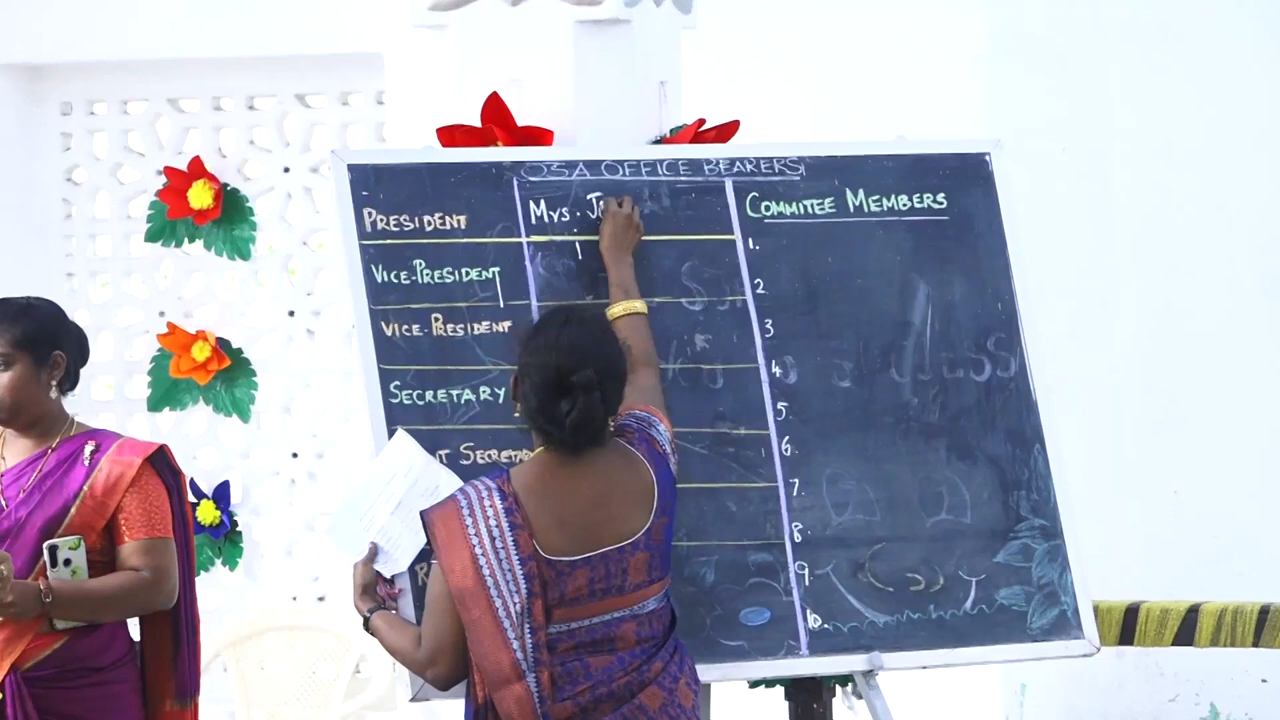 OSA OFFICE BEARERS
PRESIDENT
Mrs.
VICE-PRESIDENT
VICE-PRESIDENT
SECRETARY
COMMITEE MEMBERS
1.
2.
3
4
5.
6.
7.
8.
9.
10.